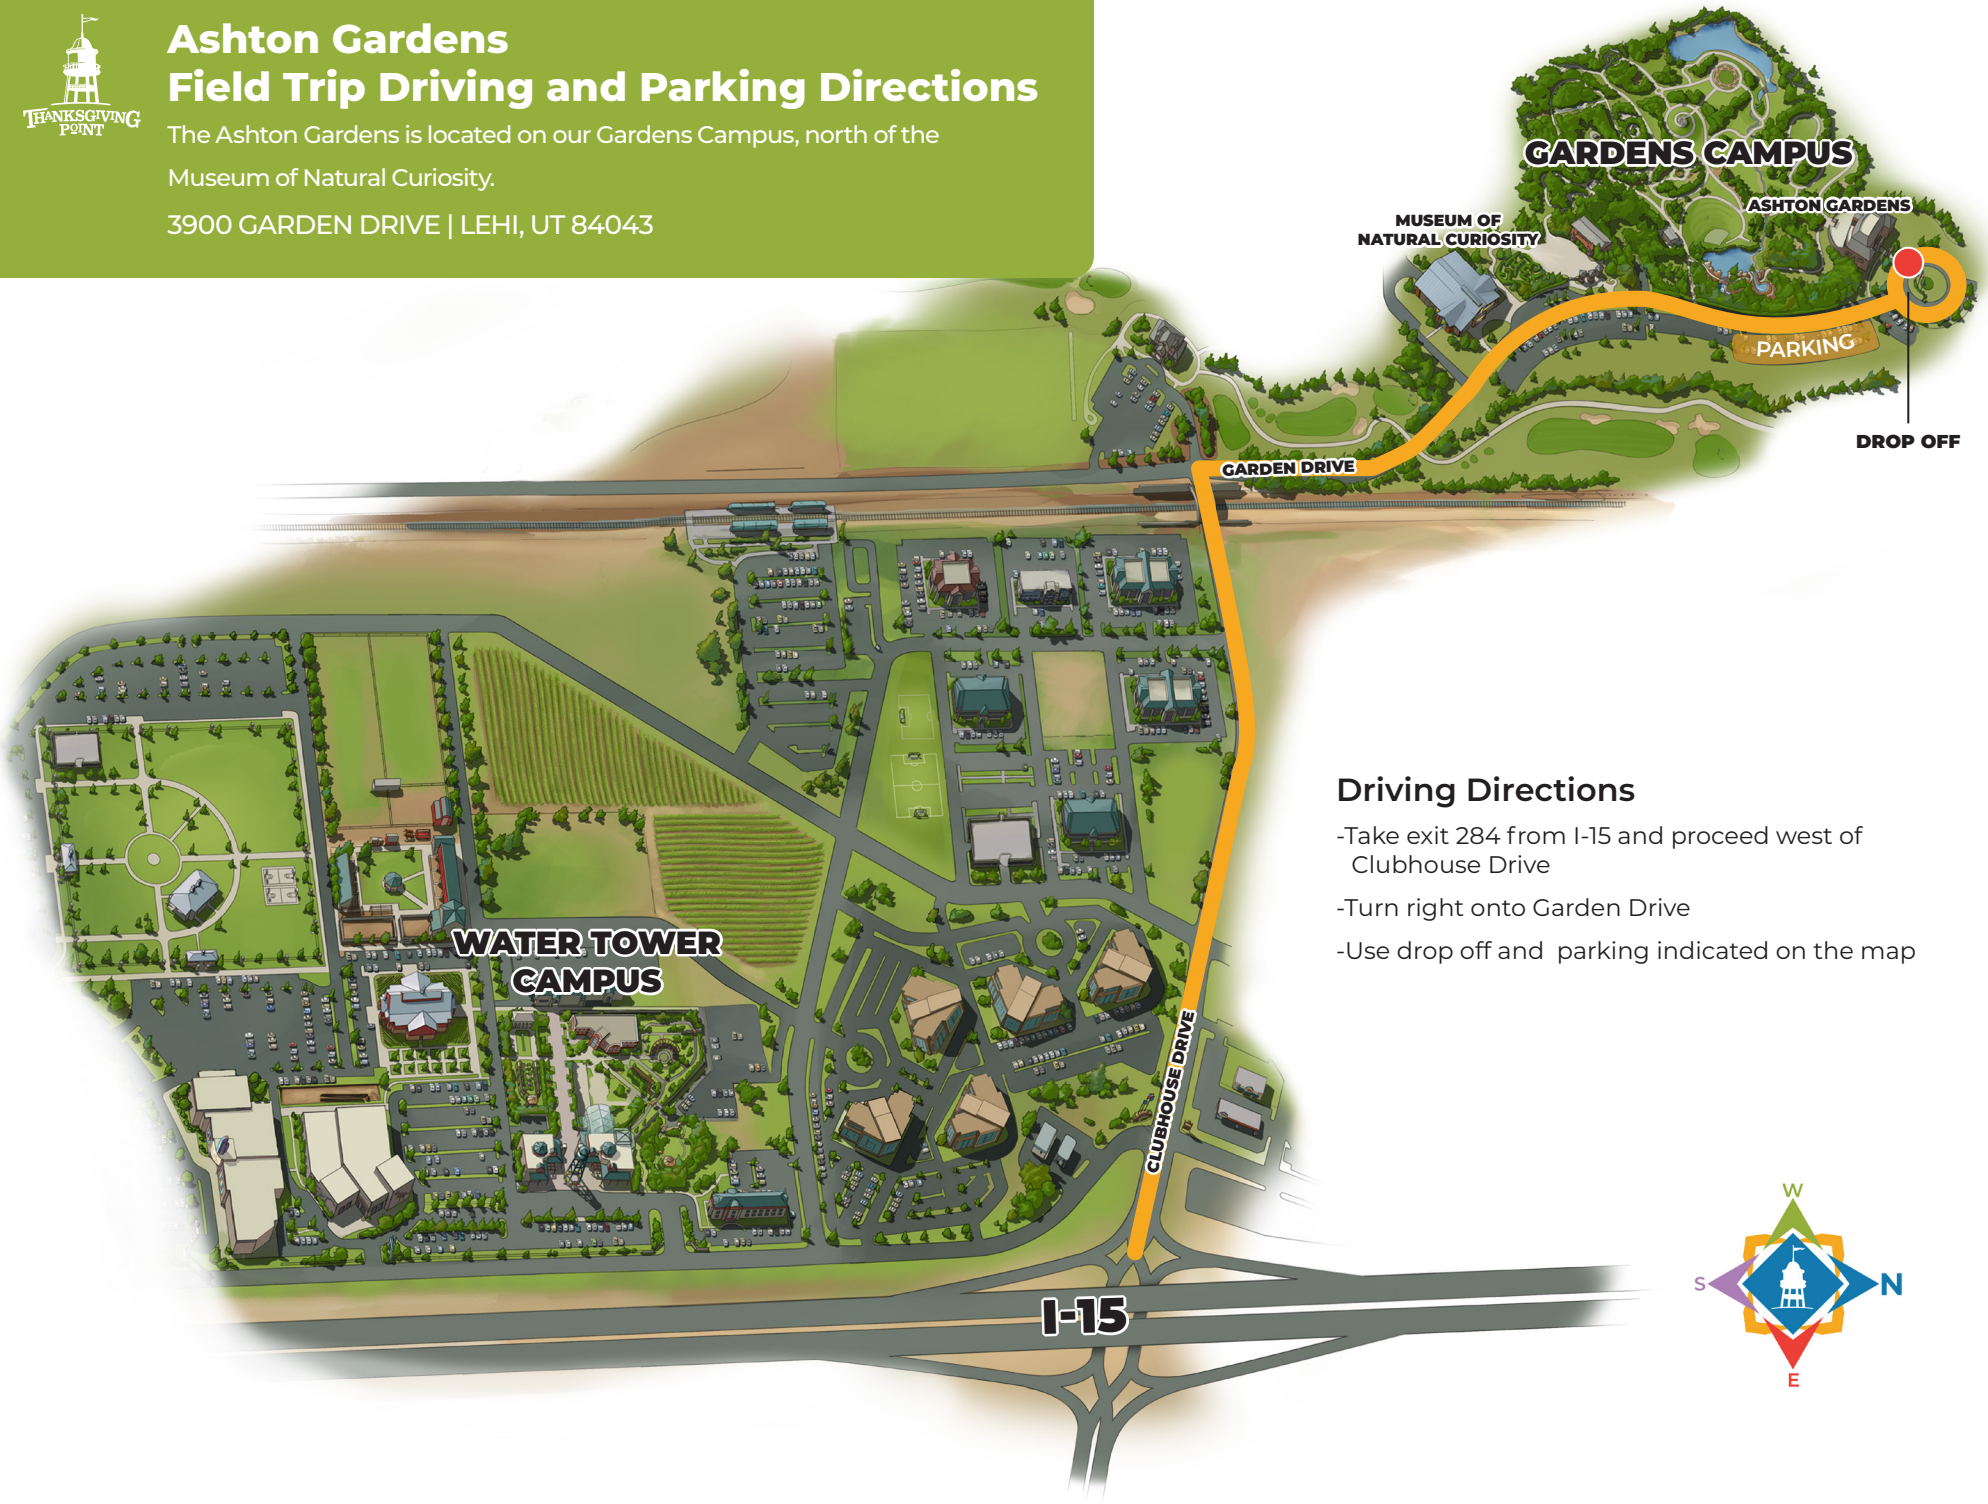 THANKSGIVING
POINT
Ashton Gardens
Field Trip Driving and Parking Directions
The Ashton Gardens is located on our Gardens Campus, north of the
Museum of Natural Curiosity.
3900 GARDEN DRIVE | LEHI, UT 84043
GARDENS CAMPUS
ASHTON GARDENS
MUSEUM OF
NATURAL CURIOSITY
PARKING
DROP OFF
GARDEN DRIVE
Driving Directions
-Take exit 284 from I-15 and proceed west of
Clubhouse Drive
-Turn right onto Garden Drive
-Use drop off and  parking indicated on the map
WATER TOWER
CAMPUS
CLUBHOUSE DRIVE
I-15
W
S
N
E